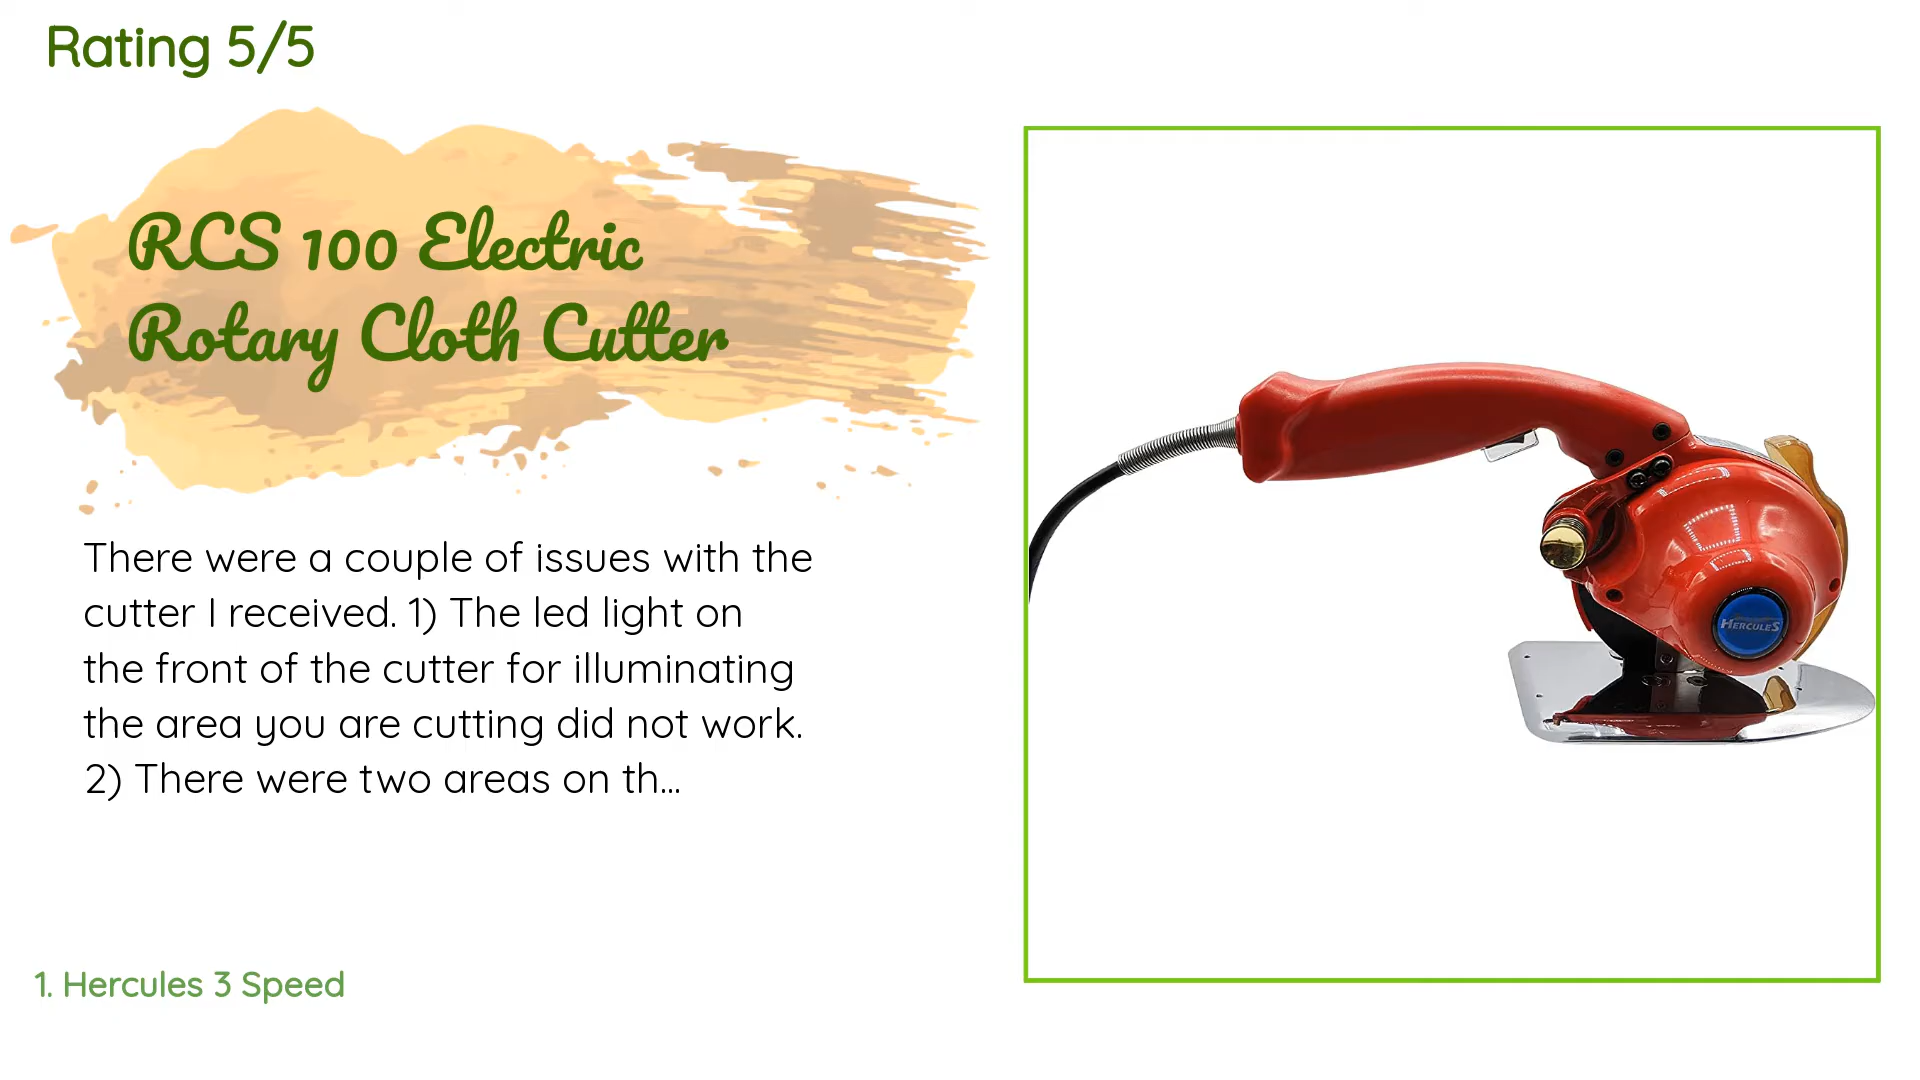 Rating 5/5
RCS 100 Electric
Rotary Cloth Cutter
There were a couple of issues with the
cutter I received. 1) The led light on
the front of the cutter for illuminating
the area you are cutting did not work.
2) There were two areas on th...
HERCULES
1. Hercules 3 Speed